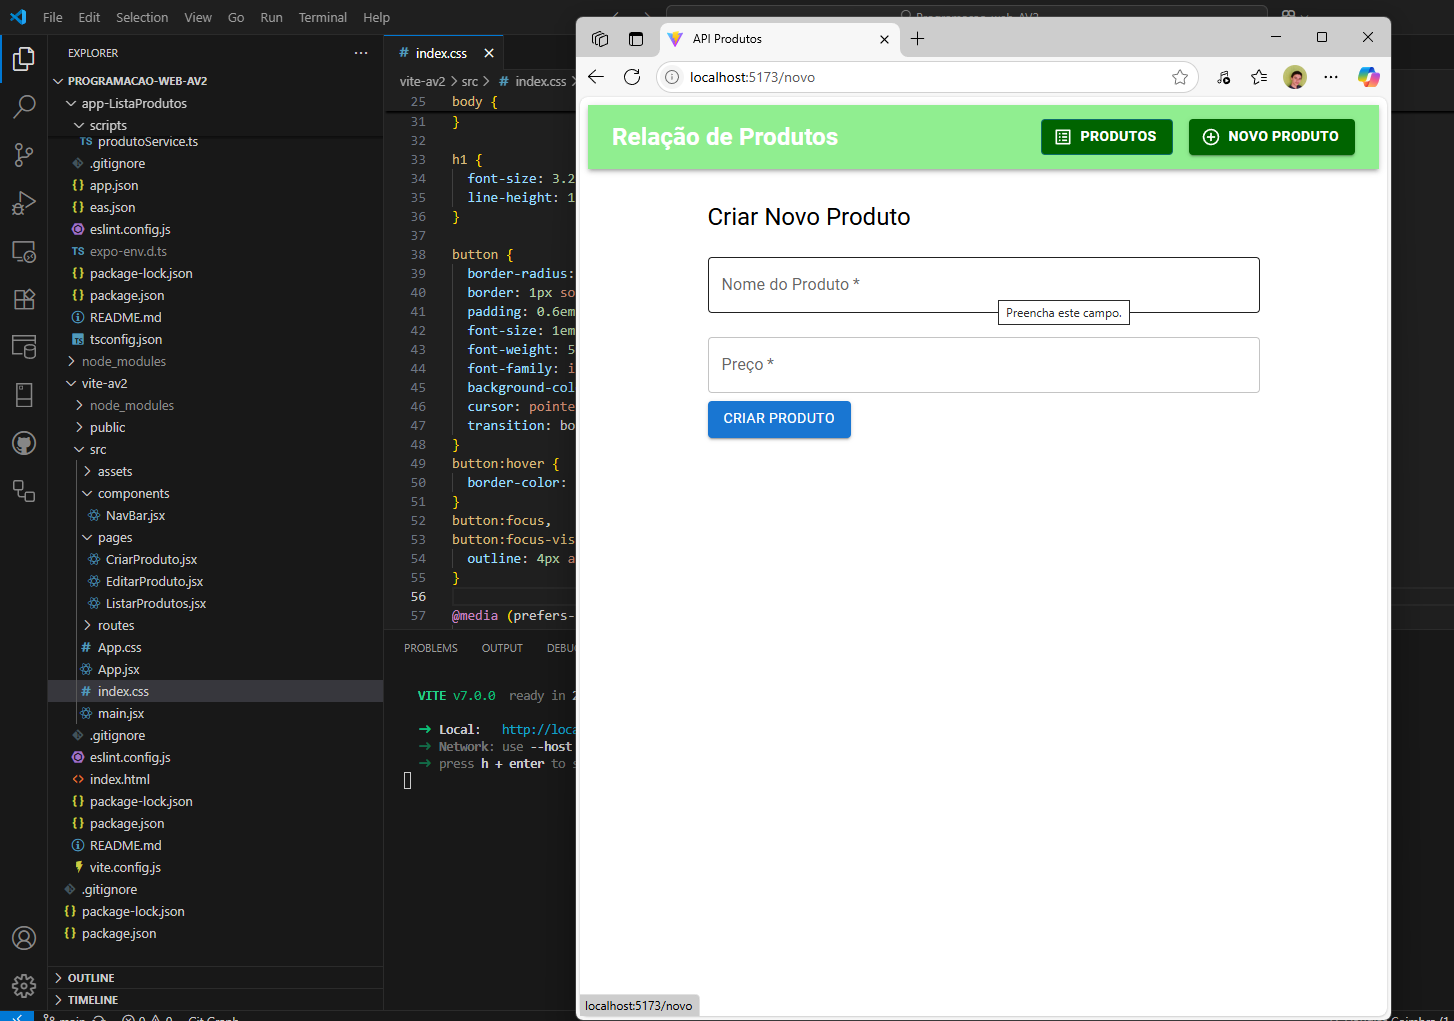 File Edit Selection View Go Run Terminal Help
EXPLORER
PROGRAMACAO-WEB-AV2
app-ListaProdutos
scripts
TS produtoService.ts
.gitignore
{} app.json
{} eas.json
eslint.config.js
TS expo-env.d.ts
{} package-lock.json
{} package.json
README.md
tsconfig.json
node_modules
vite-av2
node_modules
public
src
assets
components
NavBar.jsx
pages
CriarProduto.jsx
EditarProduto.jsx
ListarProdutos.jsx
routes
# App.css
App.jsx
# index.css
main.jsx
.gitignore
eslint.config.js
<> index.html
{} package-lock.json
{} package.json
README.md
vite.config.js
.gitignore
{} package-lock.json
{} package.json
OUTLINE
TIMELINE
# index.css
vite-av2 > src > # index.css >
25 body {
31 }
32
33 h1 {
34 font-size: 3.2
35 line-height: 1
36 }
37
38 button {
39 border-radius:
40 border: 1px so
41 padding: 0.6em
42 font-size: 1em
43 font-weight: 5
44 font-family: i
45 background-col
46 cursor: pointe
47 transition: bo
48 }
49 button:hover {
50 border-color:
51 }
52 button:focus,
53 button:focus-vis
54 outline: 4px a
55 }
56
57 @media (prefers-
PROBLEMS OUTPUT DEBU
VITE v7.0.0 ready in 2
➜ Local: http://loca
➜ Network: use --host
➜ press h + enter to s
API Produtos
localhost:5173/novo
Relação de Produtos
PRODUTOS
NOVO PRODUTO
Criar Novo Produto
Nome do Produto *
Preencha este campo.
Preço *
CRIAR PRODUTO
localhost:5173/novo